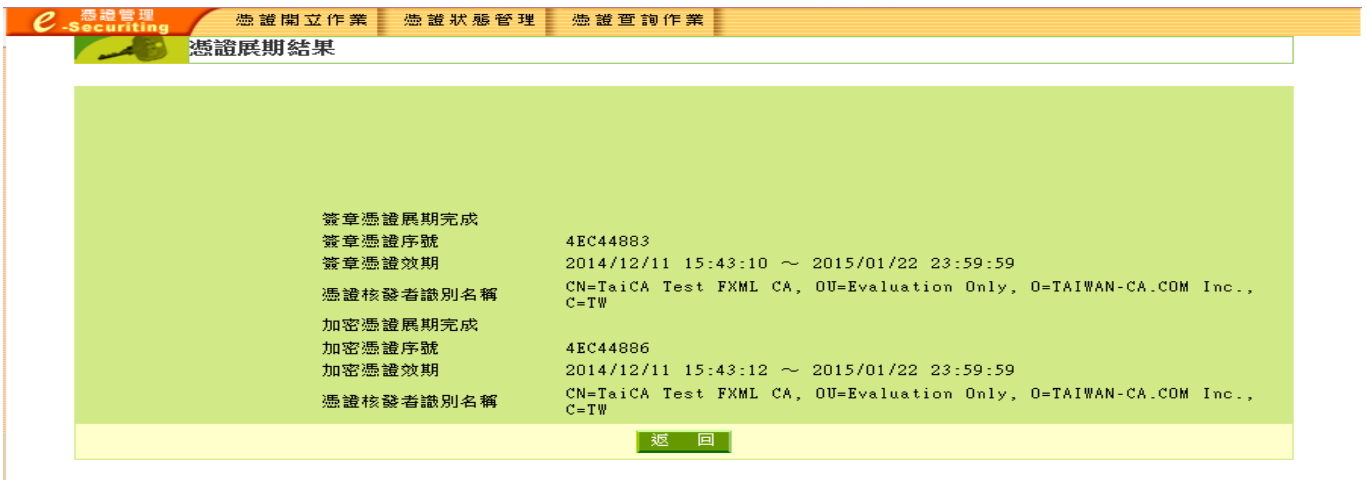 e-Securiting 憑證管理 憑證開立作業 憑證狀態管理 憑證查詢作業
憑證展期結果
簽章憑證展期完成
簽章憑證序號 4EC44883
簽章憑證效期 2014/12/11 15:43:10 ～ 2015/01/22 23:59:59
憑證核發者識別名稱 CN=TaiCA Test FXML CA, OU=Evaluation Only, O=TAIWAN-CA.COM Inc.,
C=TW
加密憑證展期完成
加密憑證序號 4EC44886
加密憑證效期 2014/12/11 15:43:12 ～ 2015/01/22 23:59:59
憑證核發者識別名稱 CN=TaiCA Test FXML CA, OU=Evaluation Only, O=TAIWAN-CA.COM Inc.,
C=TW
返 回